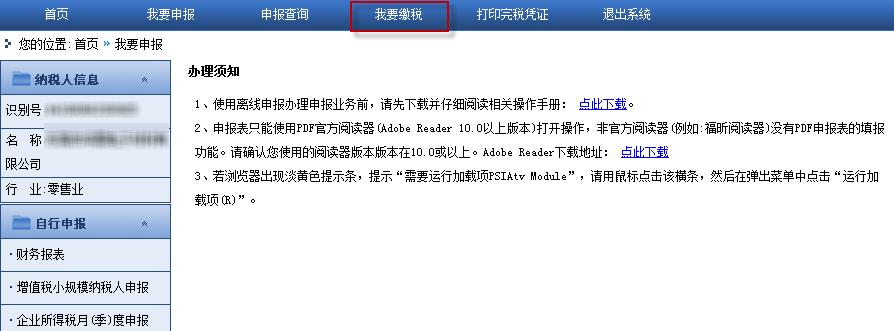 首页 我要申报 申报查询 我要缴税 打印完税凭证 退出系统
您的位置: 首页 » 我要申报
纳税人信息
识别号
名 称
限公司
行 业:零售业
自行申报
·财务报表
·增值税小规模纳税人申报
·企业所得税月(季)度申报
办理须知
1、使用离线申报办理申报业务前，请先下载并仔细阅读相关操作手册： 点此下载。
2、申报表只能使用PDF官方阅读器(Adobe Reader 10.0以上版本)打开操作，非官方阅读器(例如:福昕阅读器)没有PDF申报表的填报
功能。请确认您使用的阅读器版本版本在10.0或以上。Adobe Reader下载地址： 点此下载
3、若浏览器出现淡黄色提示条，提示“需要运行加载项PSIAtv Module”，请用鼠标点击该横条，然后在弹出菜单中点击“运行加
载项(R)”。